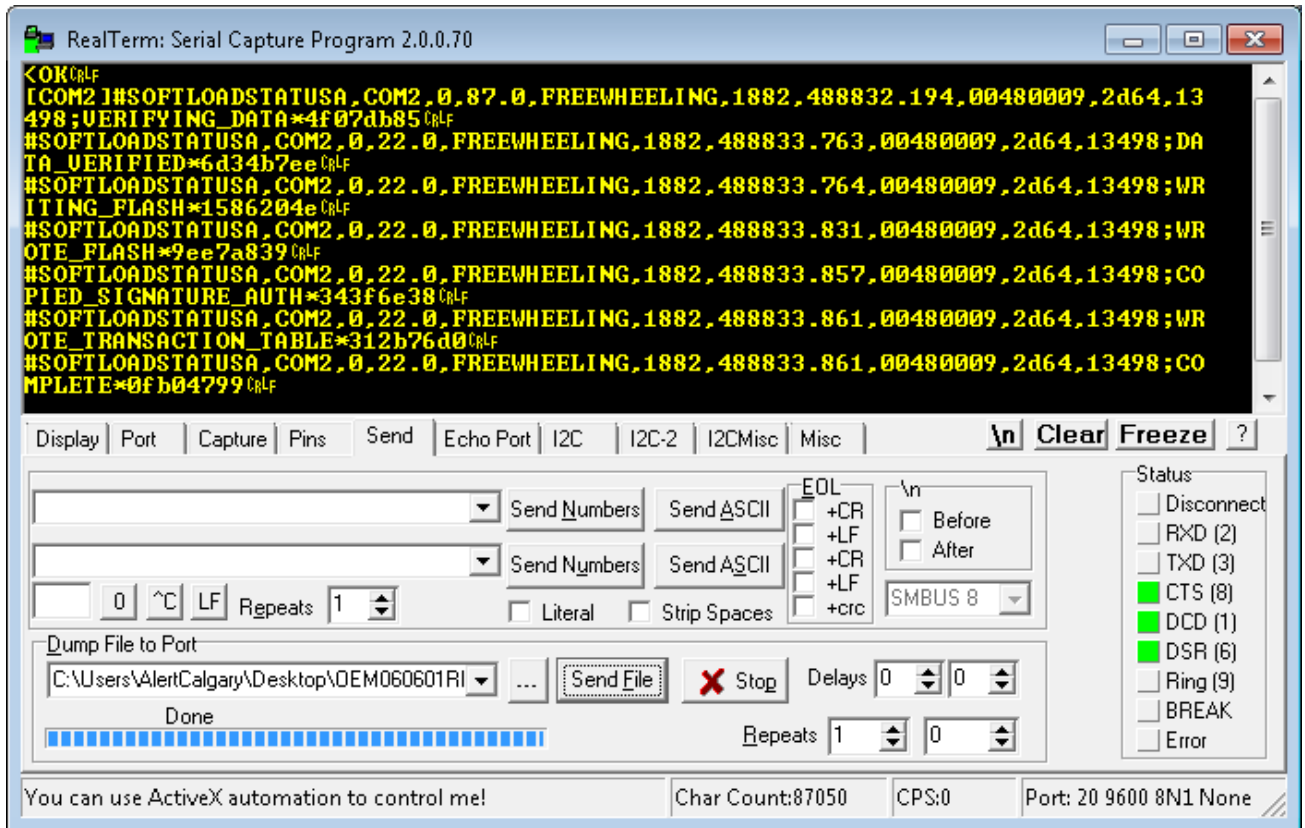 RealTerm: Serial Capture Program 2.0.0.70
<OKCRLF
[COM2]#SOFTLOADSTATUSA,COM2,0,87.0,FREEWHEELING,1882,488832.194,00480009,2d64,13
498;VERIFYING_DATA*4f07db85CRLF
#SOFTLOADSTATUSA,COM2,0,22.0,FREEWHEELING,1882,488833.763,00480009,2d64,13498;DA
TA_VERIFIED*6d34b7eeCRLF
#SOFTLOADSTATUSA,COM2,0,22.0,FREEWHEELING,1882,488833.764,00480009,2d64,13498;WR
ITING_FLASH*1586204eCRLF
#SOFTLOADSTATUSA,COM2,0,22.0,FREEWHEELING,1882,488833.831,00480009,2d64,13498;WR
OTE_FLASH*9ee7a839CRLF
#SOFTLOADSTATUSA,COM2,0,22.0,FREEWHEELING,1882,488833.857,00480009,2d64,13498;CO
PIED_SIGNATURE_AUTH*343f6e38CRLF
#SOFTLOADSTATUSA,COM2,0,22.0,FREEWHEELING,1882,488833.861,00480009,2d64,13498;WR
OTE_TRANSACTION_TABLE*312b76d0CRLF
#SOFTLOADSTATUSA,COM2,0,22.0,FREEWHEELING,1882,488833.861,00480009,2d64,13498;CO
MPLETE*0fb04799CRLF
Display Port Capture Pins Send Echo Port I2C I2C-2 I2CMisc Misc \n Clear Freeze ?
Send Numbers Send ASCII
Send Numbers Send ASCII
0 ^C LF Repeats 1
Literal Strip Spaces
EOL
+CR
+LF
+CR
+LF
+crc
\n
Before
After
SMBUS 8
Status
Disconnect
RXD (2)
TXD (3)
CTS (8)
DCD (1)
DSR (6)
Ring (9)
BREAK
Error
Dump File to Port
C:\Users\AlertCalgary\Desktop\OEM060601RI ... Send File Stop Delays 0 0
Done
Repeats 1 0
You can use ActiveX automation to control me! Char Count:87050 CPS:0 Port: 20 9600 8N1 None